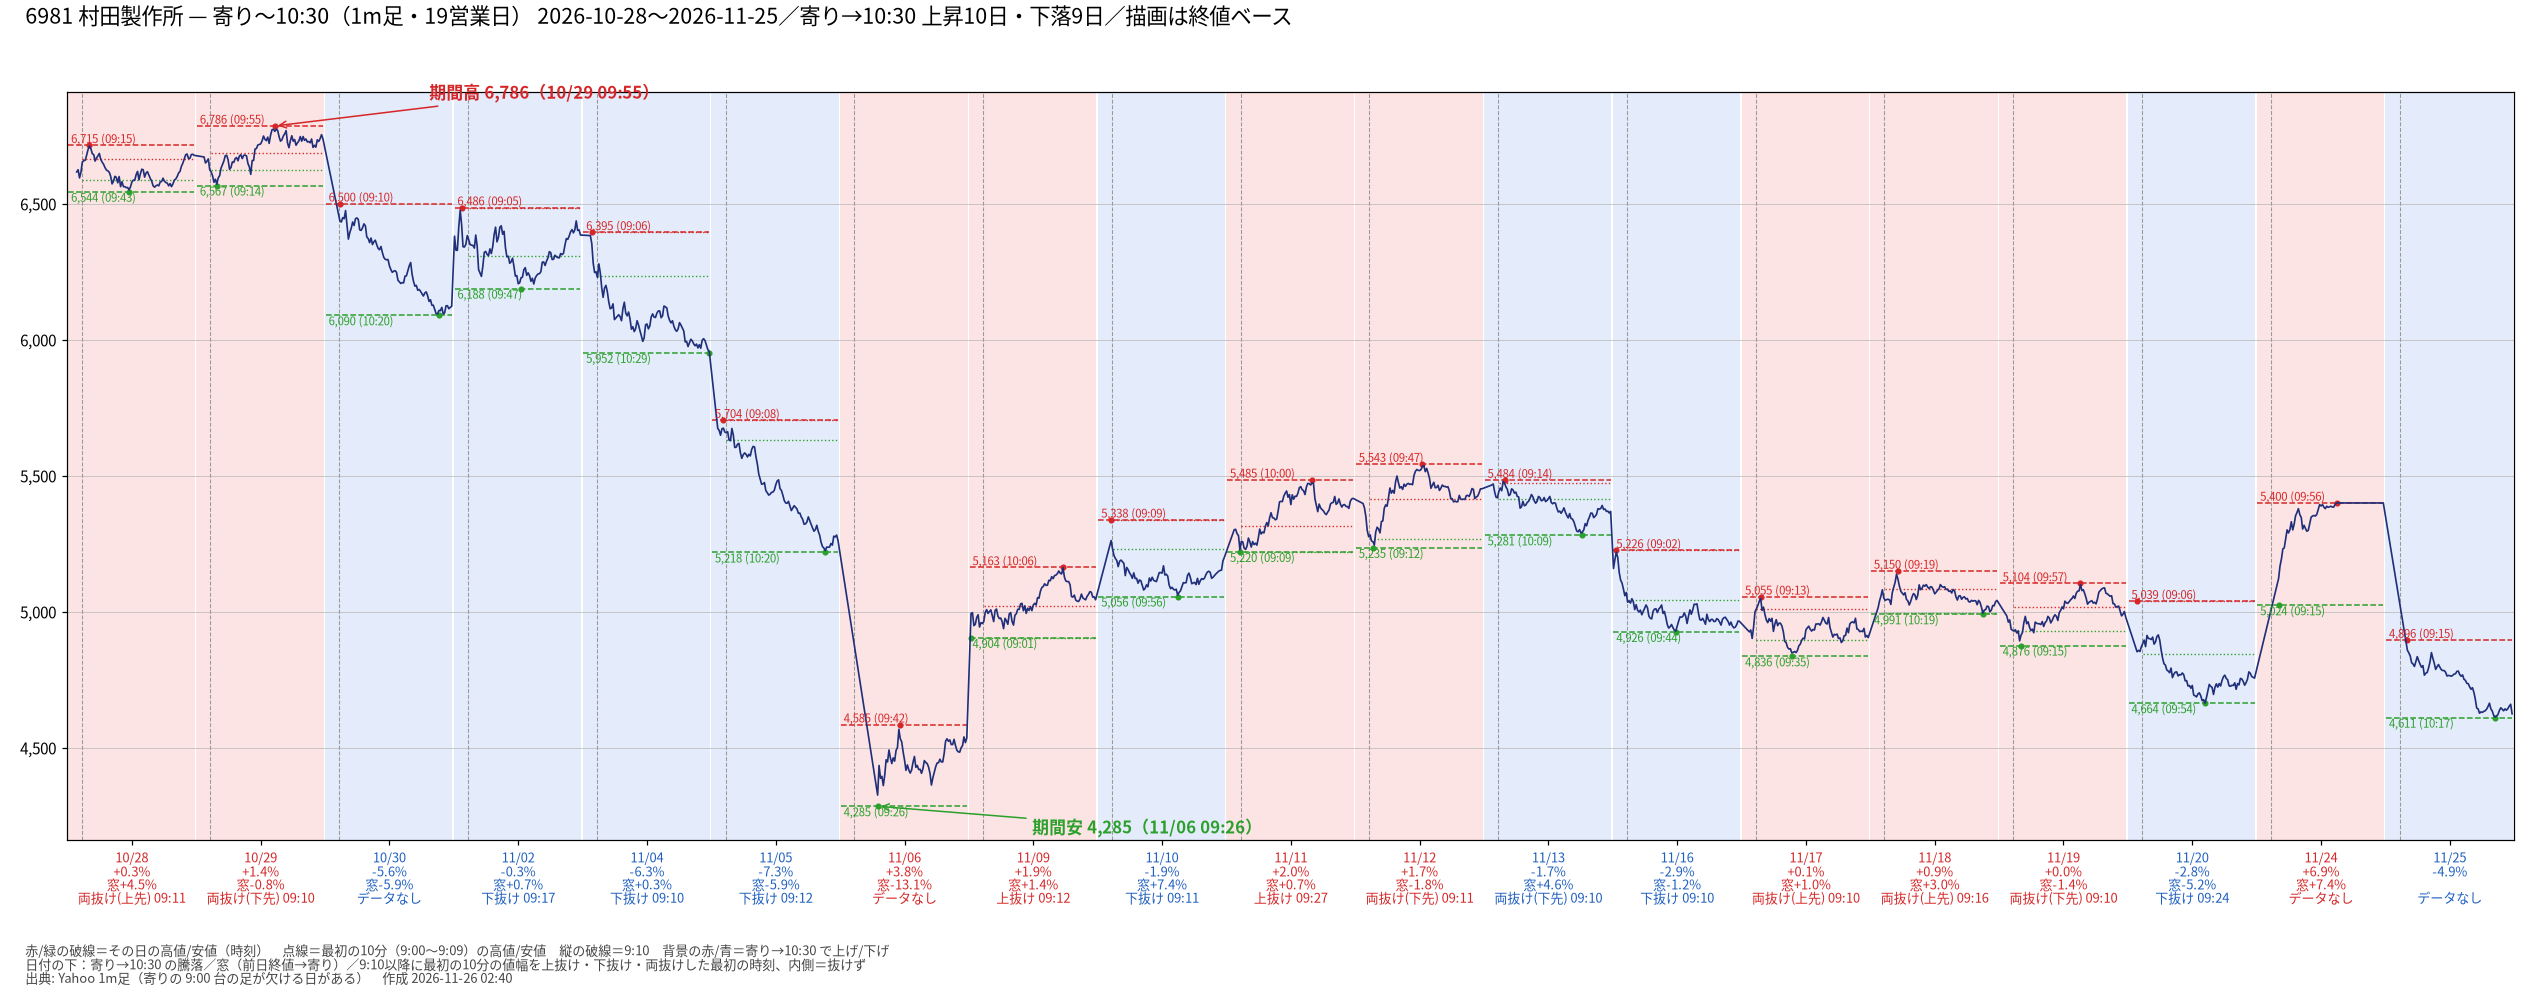 6981 村田製作所 — 寄り〜10:30（1m足・19営業日） 2026-10-28〜2026-11-25／寄り→10:30 上昇10日・下落9日／描画は終値ベース
期間高 6,786（10/29 09:55）
6,715 (09:15)
6,544 (09:43)
6,786 (09:55)
6,567 (09:14)
6,500 (09:10)
6,090 (10:20)
6,486 (09:05)
6,188 (09:47)
6,395 (09:06)
5,952 (10:29)
5,704 (09:08)
5,218 (10:20)
4,585 (09:42)
4,285 (09:26)
5,163 (10:06)
4,904 (09:01)
5,338 (09:09)
5,056 (09:56)
5,485 (10:00)
5,220 (09:09)
5,543 (09:47)
5,235 (09:12)
5,484 (09:14)
5,281 (10:09)
5,226 (09:02)
4,926 (09:44)
5,055 (09:13)
4,836 (09:35)
5,150 (09:19)
4,991 (10:19)
5,104 (09:57)
4,876 (09:15)
5,039 (09:06)
4,664 (09:54)
5,400 (09:56)
5,024 (09:15)
4,896 (09:15)
4,611 (10:17)
期間安 4,285（11/06 09:26）
6,500
6,000
5,500
5,000
4,500
10/28
+0.3%
窓+4.5%
両抜け(上先) 09:11
10/29
+1.4%
窓-0.8%
両抜け(下先) 09:10
10/30
-5.6%
窓-5.9%
データなし
11/02
-0.3%
窓+0.7%
下抜け 09:17
11/04
-6.3%
窓+0.3%
下抜け 09:10
11/05
-7.3%
窓-5.9%
下抜け 09:12
11/06
+3.8%
窓-13.1%
データなし
11/09
+1.9%
窓+1.4%
上抜け 09:12
11/10
-1.9%
窓+7.4%
下抜け 09:11
11/11
+2.0%
窓+0.7%
上抜け 09:27
11/12
+1.7%
窓-1.8%
両抜け(下先) 09:11
11/13
-1.7%
窓+4.6%
両抜け(下先) 09:10
11/16
-2.9%
窓-1.2%
下抜け 09:10
11/17
+0.1%
窓+1.0%
両抜け(上先) 09:10
11/18
+0.9%
窓+3.0%
両抜け(上先) 09:16
11/19
+0.0%
窓-1.4%
両抜け(下先) 09:10
11/20
-2.8%
窓-5.2%
下抜け 09:24
11/24
+6.9%
窓+7.4%
データなし
11/25
-4.9%
データなし
赤/緑の破線＝その日の高値/安値（時刻）　点線＝最初の10分（9:00〜9:09）の高値/安値　縦の破線＝9:10　背景の赤/青＝寄り→10:30 で上げ/下げ
日付の下：寄り→10:30 の騰落／窓（前日終値→寄り）／9:10以降に最初の10分の値幅を上抜け・下抜け・両抜けした最初の時刻、内側＝抜けず
出典: Yahoo 1m足（寄りの 9:00 台の足が欠ける日がある）　作成 2026-11-26 02:40